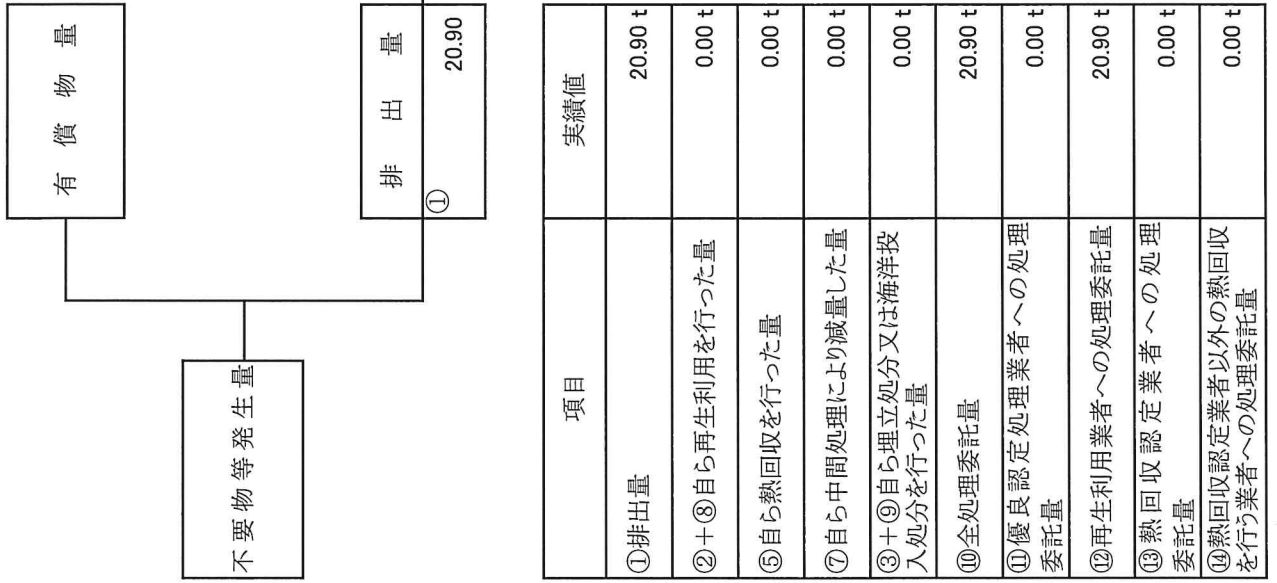 有償物量
不要物等発生量
排出量
①
20.90
項目 実績値
①排出量 20.90 t
②+⑧自ら再生利用を行った量 0.00 t
⑤自ら熱回収を行った量 0.00 t
⑦自ら中間処理により減量した量 0.00 t
③+⑨自ら埋立処分又は海洋投
入処分を行った量 0.00 t
⑩全処理委託量 20.90 t
⑪優良認定処理業者への処理
委託量 0.00 t
⑫再生利用業者への処理委託量 20.90 t
⑬熱回収認定業者への処理
委託量 0.00 t
⑭熱回収認定業者以外の熱回収
を行う業者への処理委託量 0.00 t